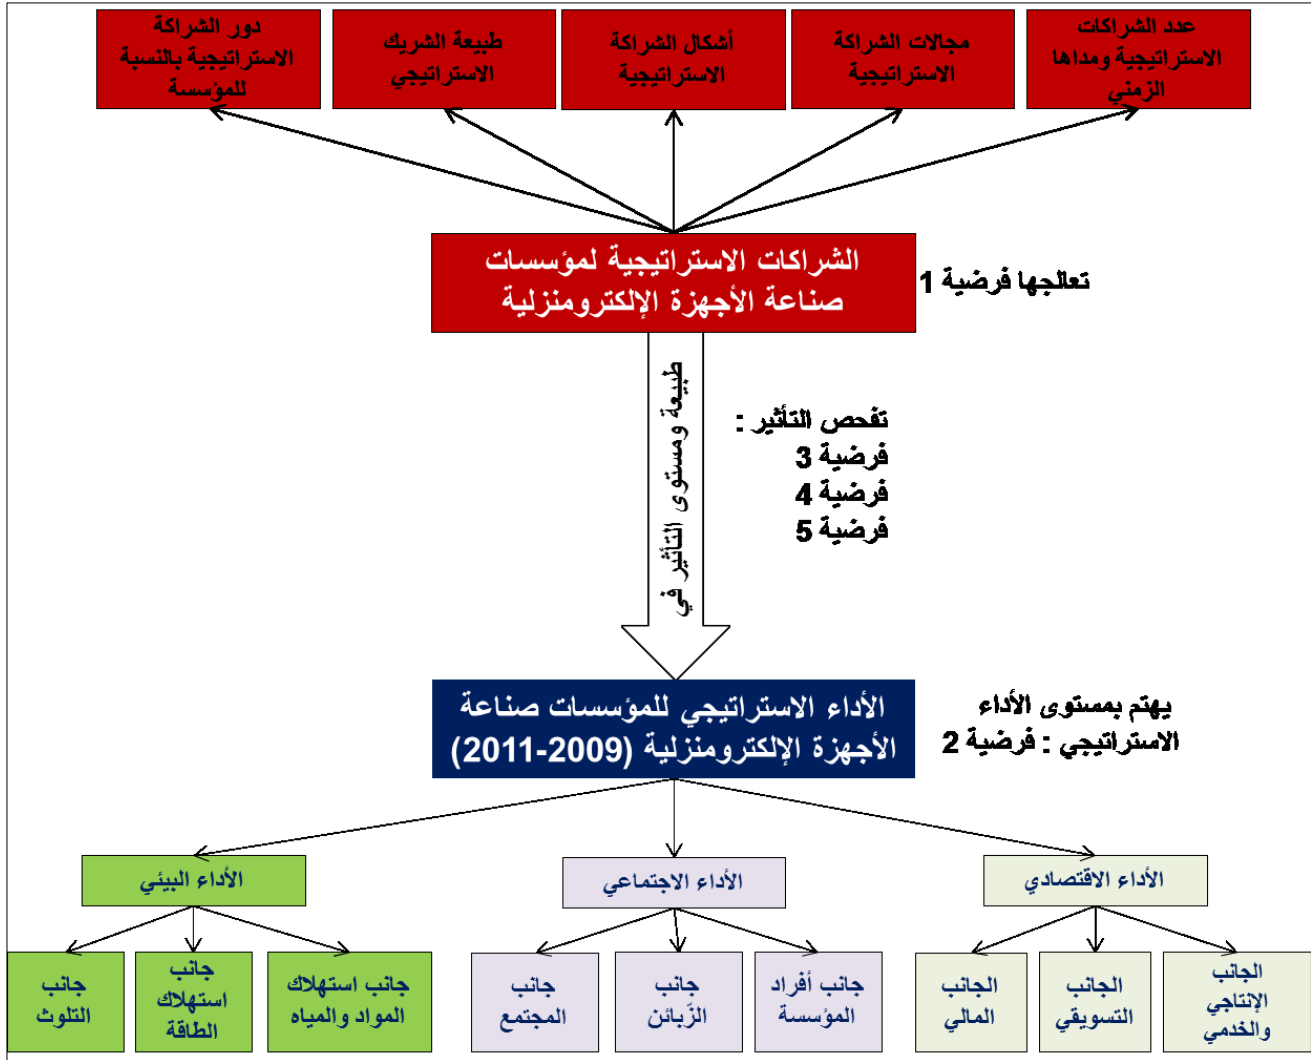 عدد الشراكات
الاستراتيجية ومداها
الزمني
مجالات الشراكة
الاستراتيجية
أشكال الشراكة
الاستراتيجية
طبيعة الشريك
الاستراتيجي
دور الشراكة
الاستراتيجية بالنسبة
للمؤسسة
الشراكات الاستراتيجية لمؤسسات
صناعة الأجهزة الإلكترومنزلية
تعالجها فرضية 1
طبيعة ومستوى التأثير في
تفحص التأثير :
فرضية 3
فرضية 4
فرضية 5
الأداء الاستراتيجي للمؤسسات صناعة
الأجهزة الإلكترومنزلية (2009-2011)
يهتم بمستوى الأداء
الاستراتيجي : فرضية 2
الأداء الاقتصادي
الأداء الاجتماعي
الأداء البيئي
الجانب
الإنتاجي
والخدمي
الجانب
التسويقي
الجانب
المالي
جانب أفراد
المؤسسة
جانب
الزّبائن
جانب
المجتمع
جانب استهلاك
المواد والمياه
جانب
استهلاك
الطاقة
جانب
التلوث